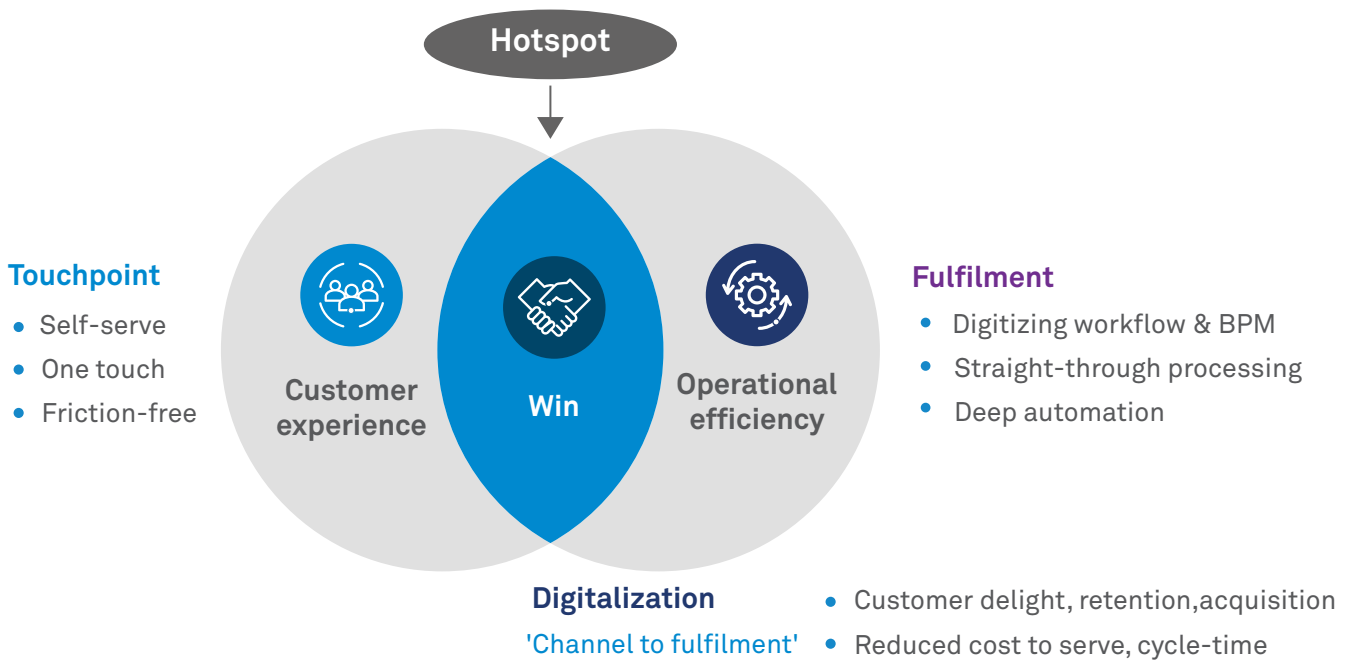 Hotspot
Touchpoint
Self-serve
One touch
Friction-free
Customer
experience
Win
Operational
efficiency
Fulfilment
Digitizing workflow & BPM
Straight-through processing
Deep automation
Digitalization
'Channel to fulfilment'
Customer delight, retention,acquisition
Reduced cost to serve, cycle-time